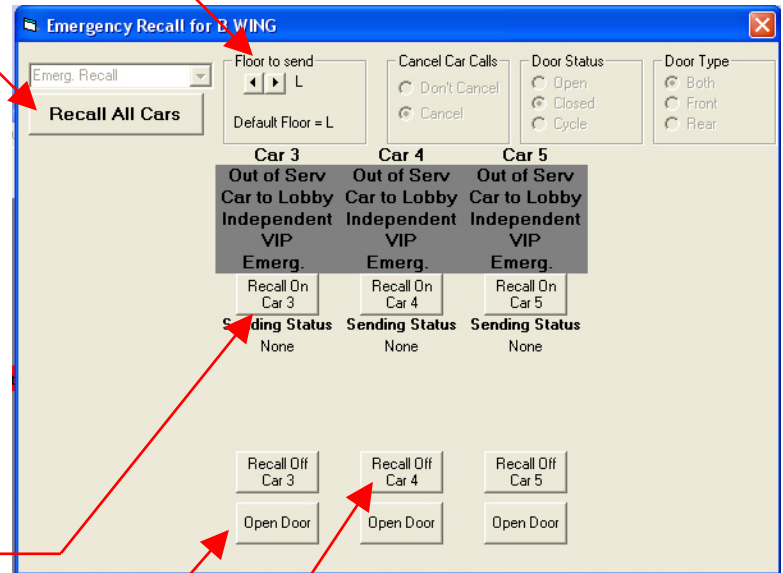 Emergency Recall for B WING
Emerg. Recall
Recall All Cars
Floor to send
L
Default Floor = L
Cancel Car Calls
Don't Cancel
Cancel
Door Status
Open
Closed
Cycle
Door Type
Both
Front
Rear
Car 3 Car 4 Car 5
Out of Serv Out of Serv Out of Serv
Car to Lobby Car to Lobby Car to Lobby
Independent Independent Independent
VIP VIP VIP
Emerg. Emerg. Emerg.
Recall On Recall On Recall On
Car 3 Car 4 Car 5
Sending Status Sending Status Sending Status
None None None
Recall Off Recall Off Recall Off
Car 3 Car 4 Car 5
Open Door Open Door Open Door